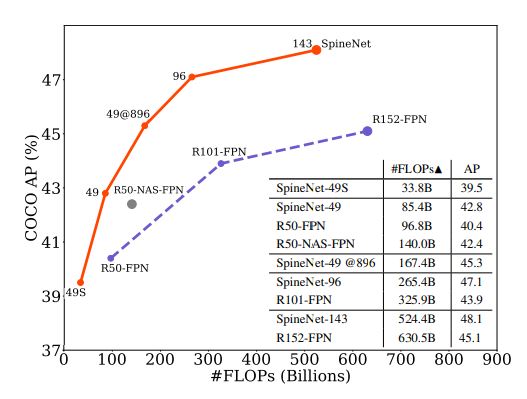 143 SpineNet
96
47
49@896
R152-FPN
45
R101-FPN
49
R50-NAS-FPN
43
41
R50-FPN
39
49S
37
COCO AP (%)
#FLOPs▲ AP
SpineNet-49S 33.8B 39.5
SpineNet-49 85.4B 42.8
R50-FPN 96.8B 40.4
R50-NAS-FPN 140.0B 42.4
SpineNet-49 @896 167.4B 45.3
SpineNet-96 265.4B 47.1
R101-FPN 325.9B 43.9
SpineNet-143 524.4B 48.1
R152-FPN 630.5B 45.1
0 100 200 300 400 500 600 700 800 900
#FLOPs (Billions)